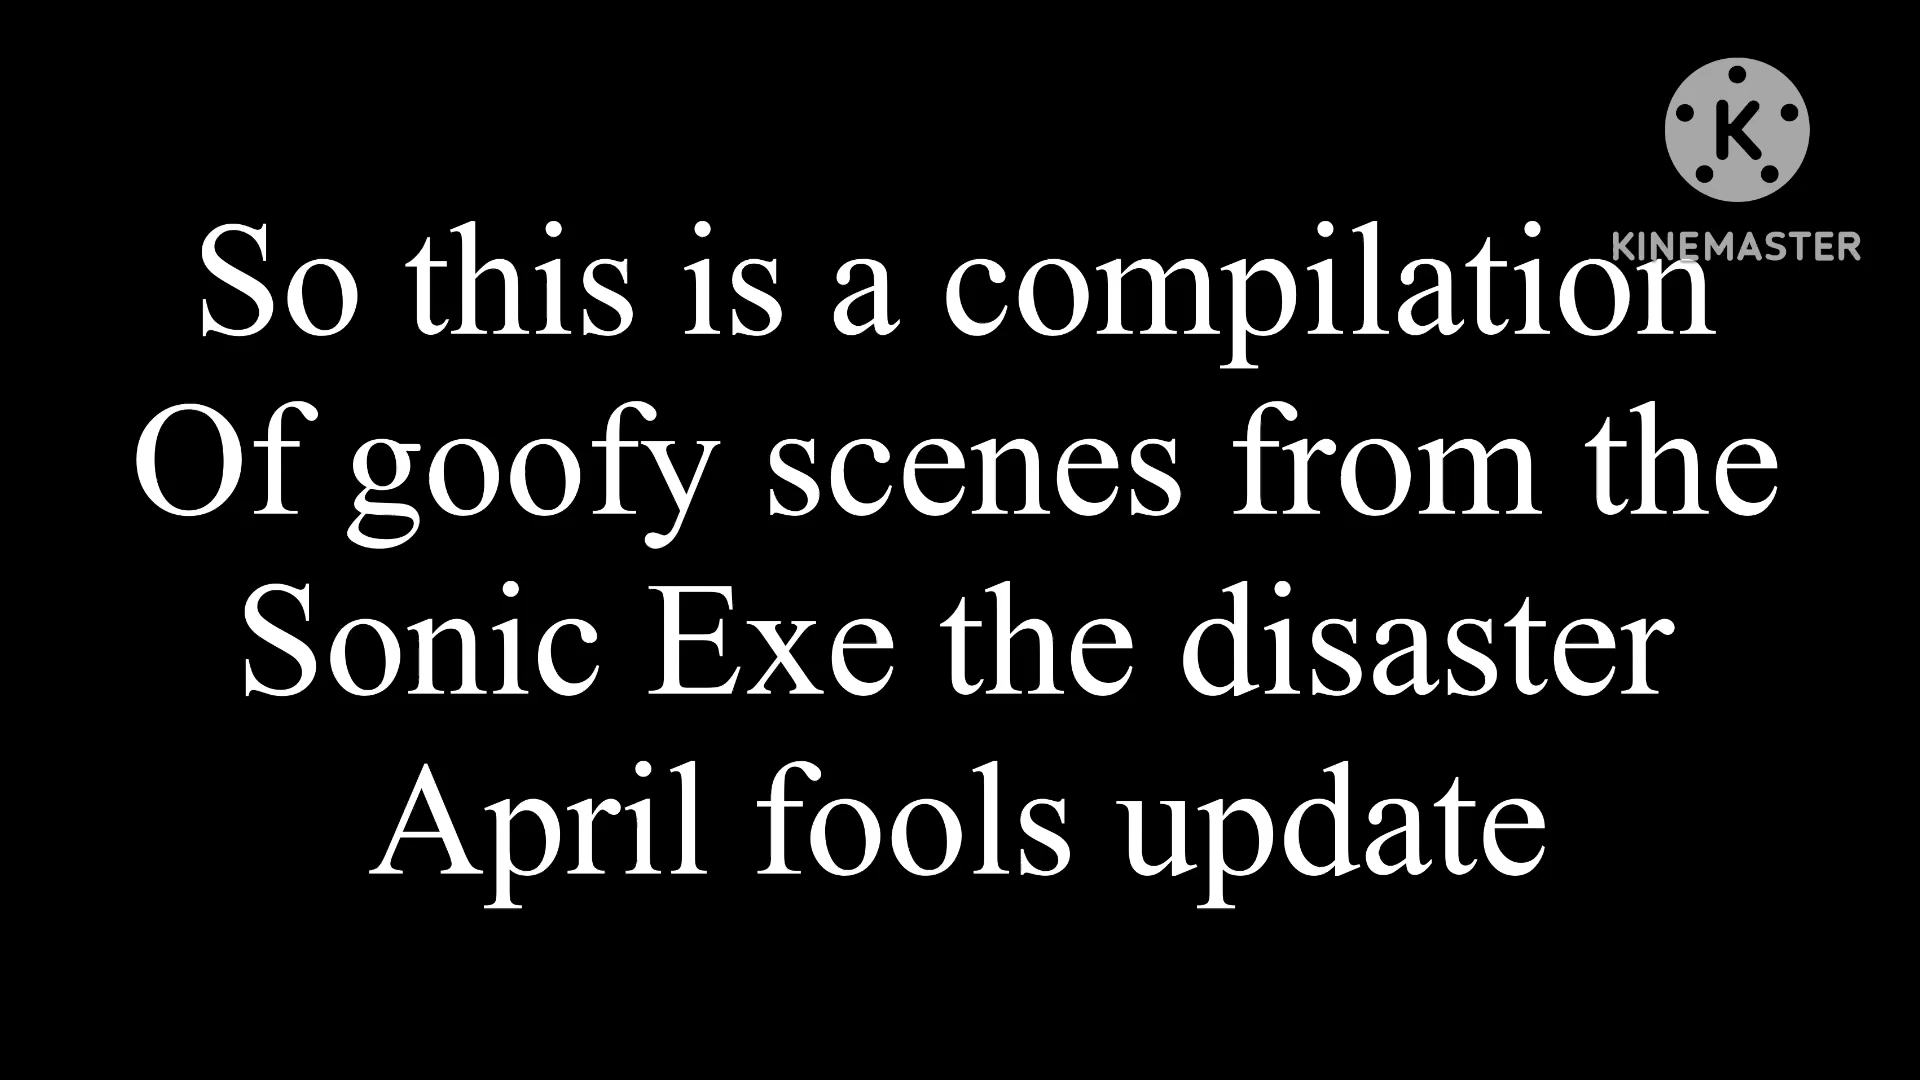 K
KINEMASTER
So this is a compilation
Of goofy scenes from the
Sonic Exe the disaster
April fools update